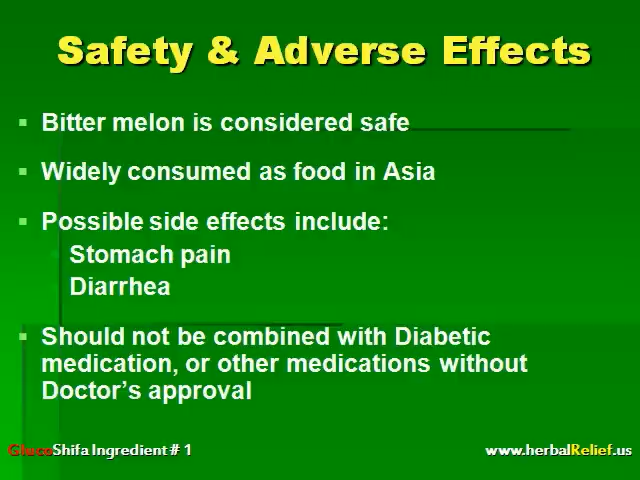 Safety & Adverse Effects
▪ Bitter melon is considered safe
▪ Widely consumed as food in Asia
▪ Possible side effects include:
Stomach pain
Diarrhea
▪ Should not be combined with Diabetic
medication, or other medications without
Doctor's approval
GlucoShifa Ingredient # 1
www.herbalRelief.us